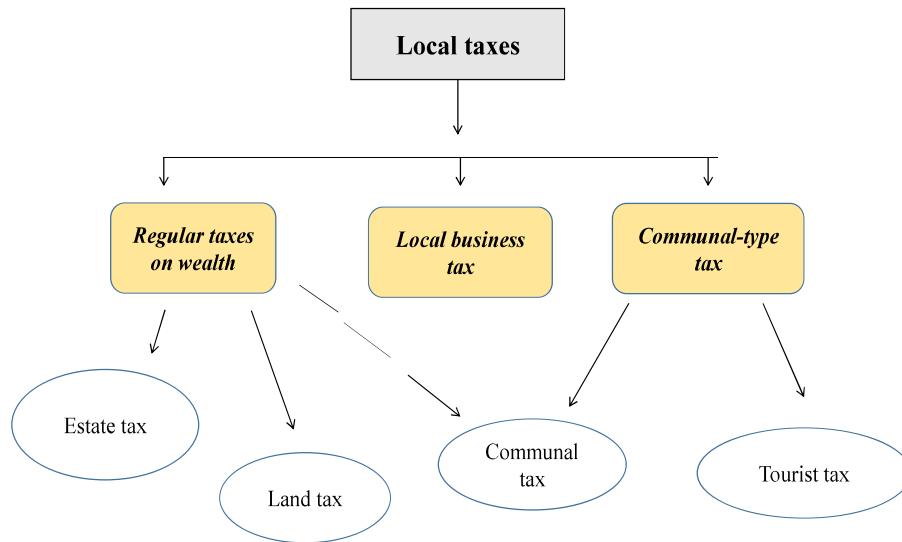 Local taxes
Regular taxes
on wealth
Local business
tax
Communal-type
tax
Estate tax
Land tax
Communal
tax
Tourist tax